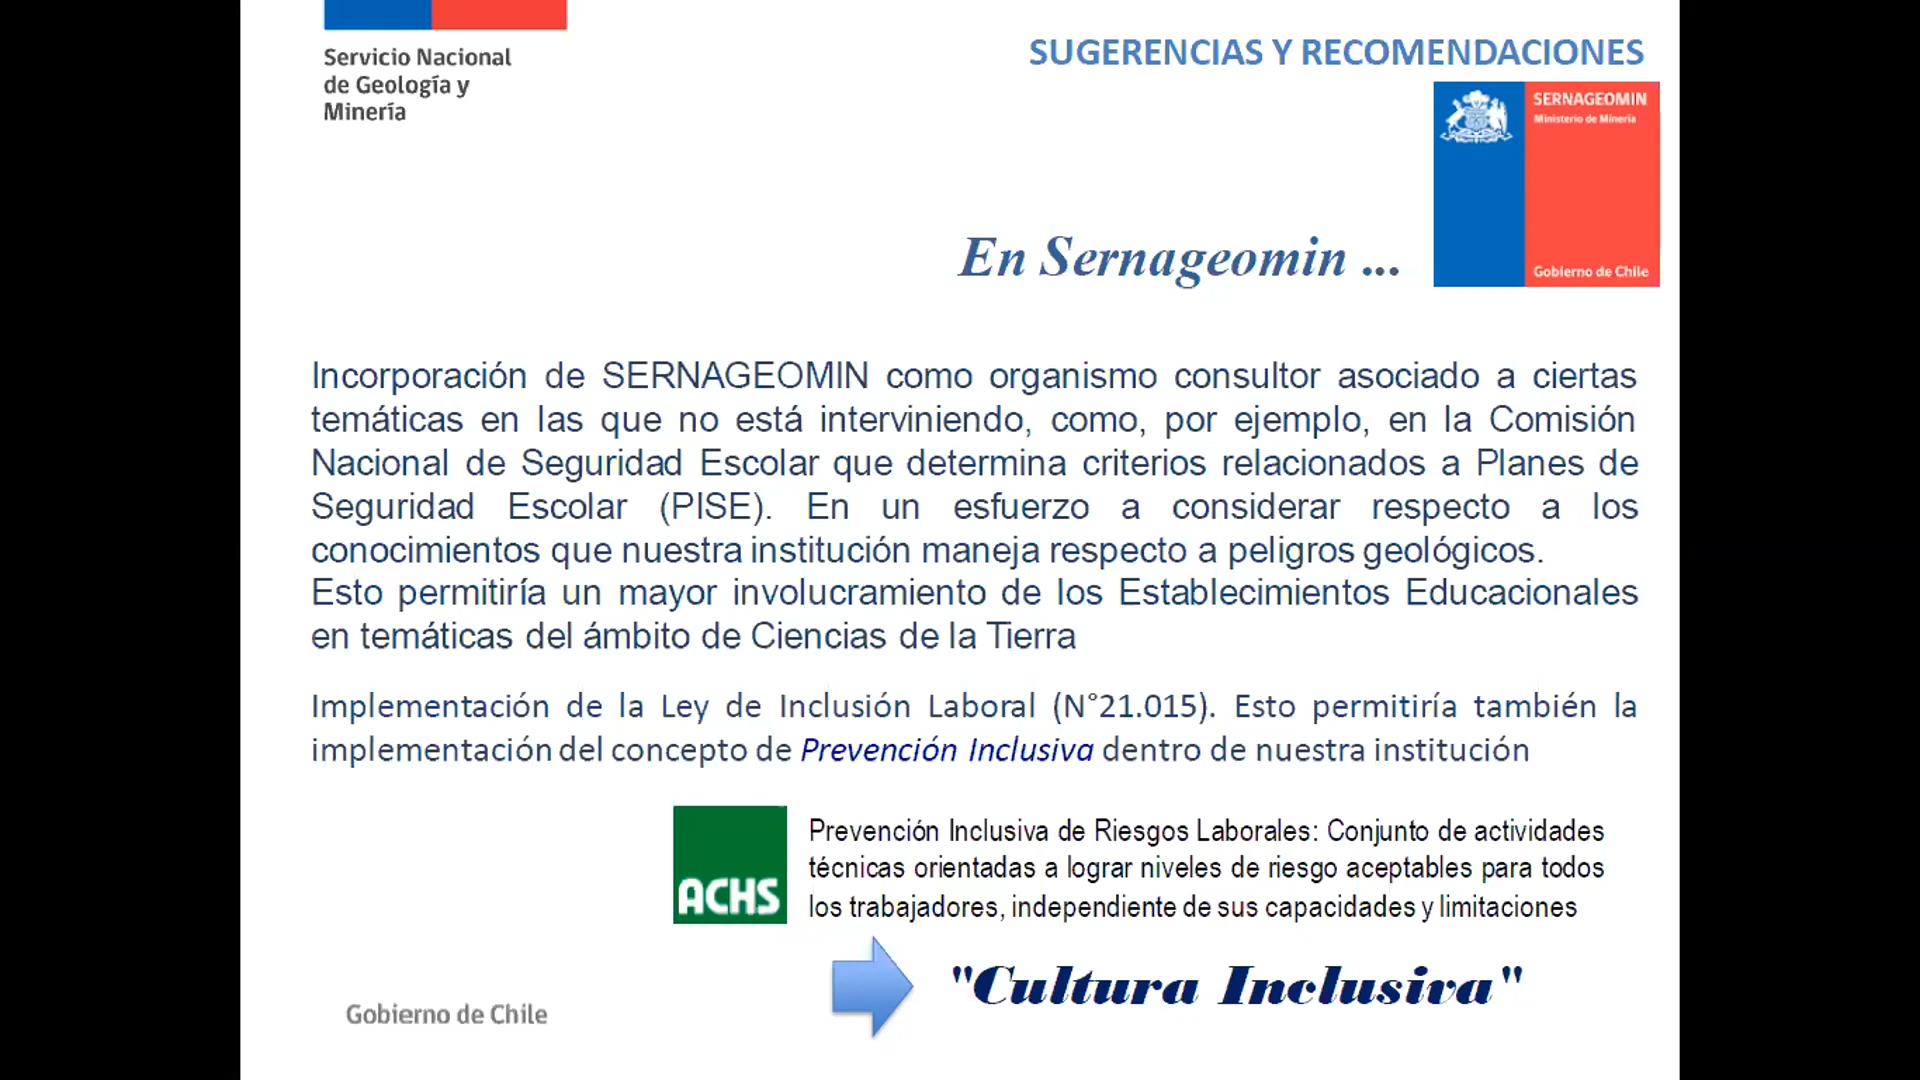 Servicio Nacional
de Geología y
Minería
SUGERENCIAS Y RECOMENDACIONES
SERNAGEOMIN
Ministerio de Minería
Gobierno de Chile
En Sernageomin ...
Incorporación de SERNAGEOMIN como organismo consultor asociado a ciertas
temáticas en las que no está interviniendo, como, por ejemplo, en la Comisión
Nacional de Seguridad Escolar que determina criterios relacionados a Planes de
Seguridad Escolar (PISE). En un esfuerzo a considerar respecto a los
conocimientos que nuestra institución maneja respecto a peligros geológicos.
Esto permitiría un mayor involucramiento de los Establecimientos Educacionales
en temáticas del ámbito de Ciencias de la Tierra
Implementación de la Ley de Inclusión Laboral (N°21.015). Esto permitiría también la
implementación del concepto de Prevención Inclusiva dentro de nuestra institución
ACHS
Prevención Inclusiva de Riesgos Laborales: Conjunto de actividades
técnicas orientadas a lograr niveles de riesgo aceptables para todos
los trabajadores, independiente de sus capacidades y limitaciones
"Cultura Inclusiva"
Gobierno de Chile